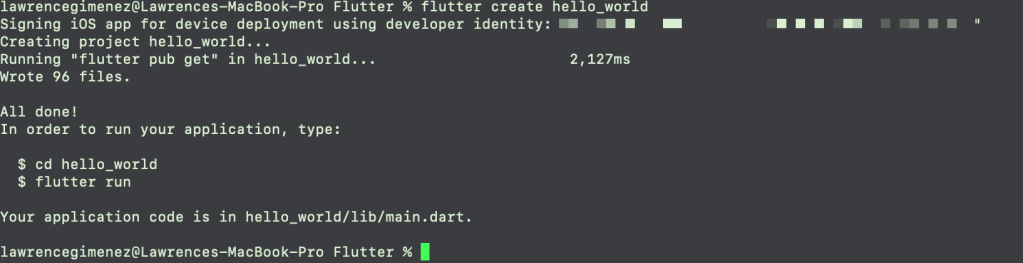 lawrencegimenez@Lawrences-MacBook-Pro Flutter % flutter create hello_world
Signing iOS app for device deployment using developer identity: "
Creating project hello_world...
Running "flutter pub get" in hello_world... 2,127ms
Wrote 96 files.
All done!
In order to run your application, type:
$ cd hello_world
$ flutter run
Your application code is in hello_world/lib/main.dart.
lawrencegimenez@Lawrences-MacBook-Pro Flutter %